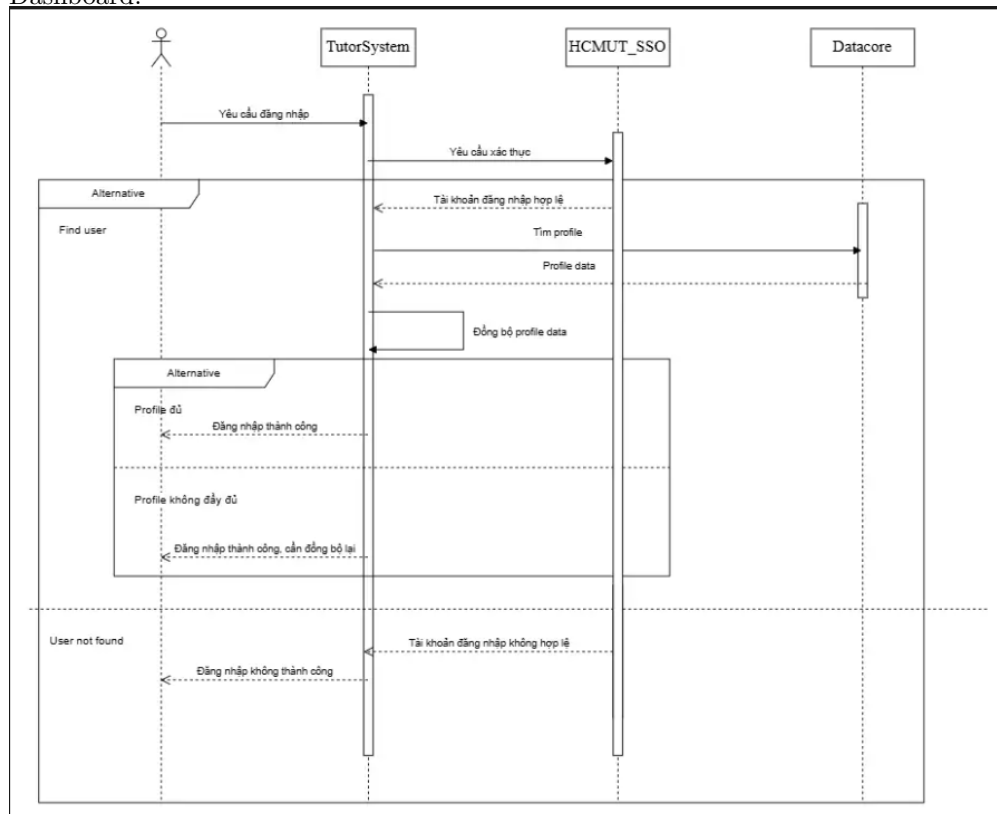 Dashboard.
TutorSystem
HCMUT_SSO
Datacore
Yêu cầu đăng nhập
Yêu cầu xác thực
Alternative
Tài khoản đăng nhập hợp lệ
Find user
Tìm profile
Profile data
Đồng bộ profile data
Alternative
Profile đủ
Đăng nhập thành công
Profile không đầy đủ
Đăng nhập thành công, cần đồng bộ lại
User not found
Tài khoản đăng nhập không hợp lệ
Đăng nhập không thành công